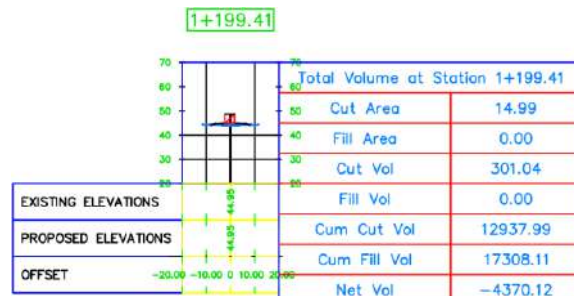 1+199.41
70 70
60 60
50 50
40 40
30 30
20 20
Total Volume at Station 1+199.41
Cut Area 14.99
Fill Area 0.00
Cut Vol 301.04
Fill Vol 0.00
Cum Cut Vol 12937.99
Cum Fill Vol 17308.11
Net Vol -4370.12
EXISTING ELEVATIONS 44.95
PROPOSED ELEVATIONS 44.95
OFFSET -20.00 -10.00 0 10.00 20.00